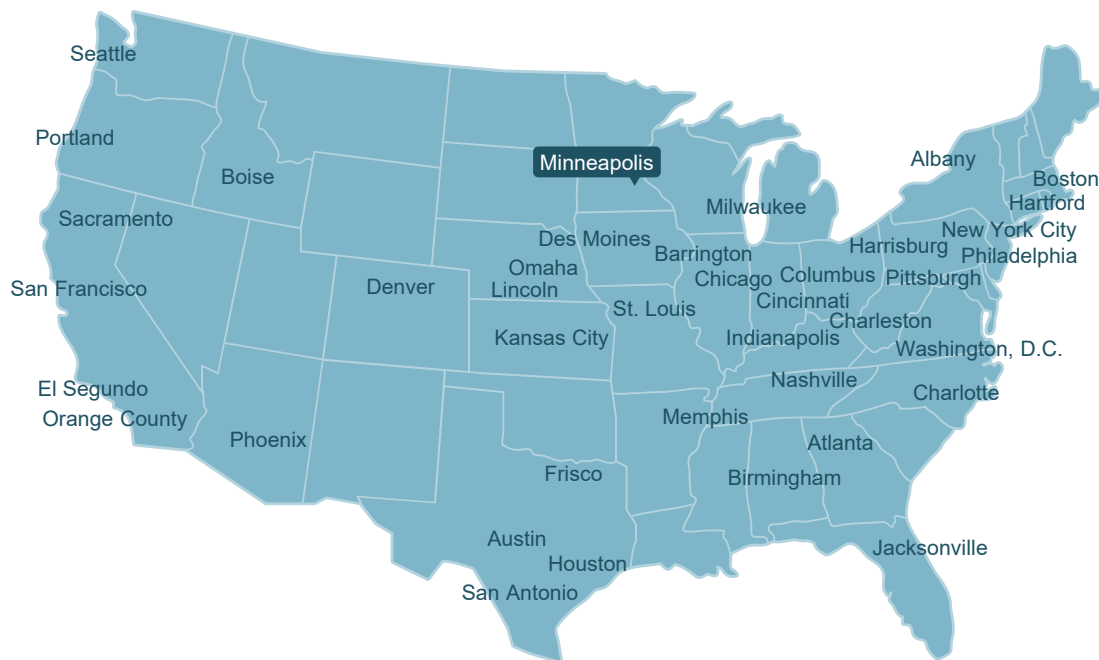 Seattle
Portland
Minneapolis
Albany
Boise
Boston
Hartford
Milwaukee
Sacramento
New York City
Des Moines
Harrisburg
Barrington
Philadelphia
Omaha
Chicago
Columbus
Pittsburgh
San Francisco
Denver
Lincoln
Cincinnati
St. Louis
Charleston
Kansas City
Indianapolis
Washington, D.C.
Nashville
El Segundo
Charlotte
Orange County
Memphis
Phoenix
Atlanta
Frisco
Birmingham
Austin
Jacksonville
Houston
San Antonio